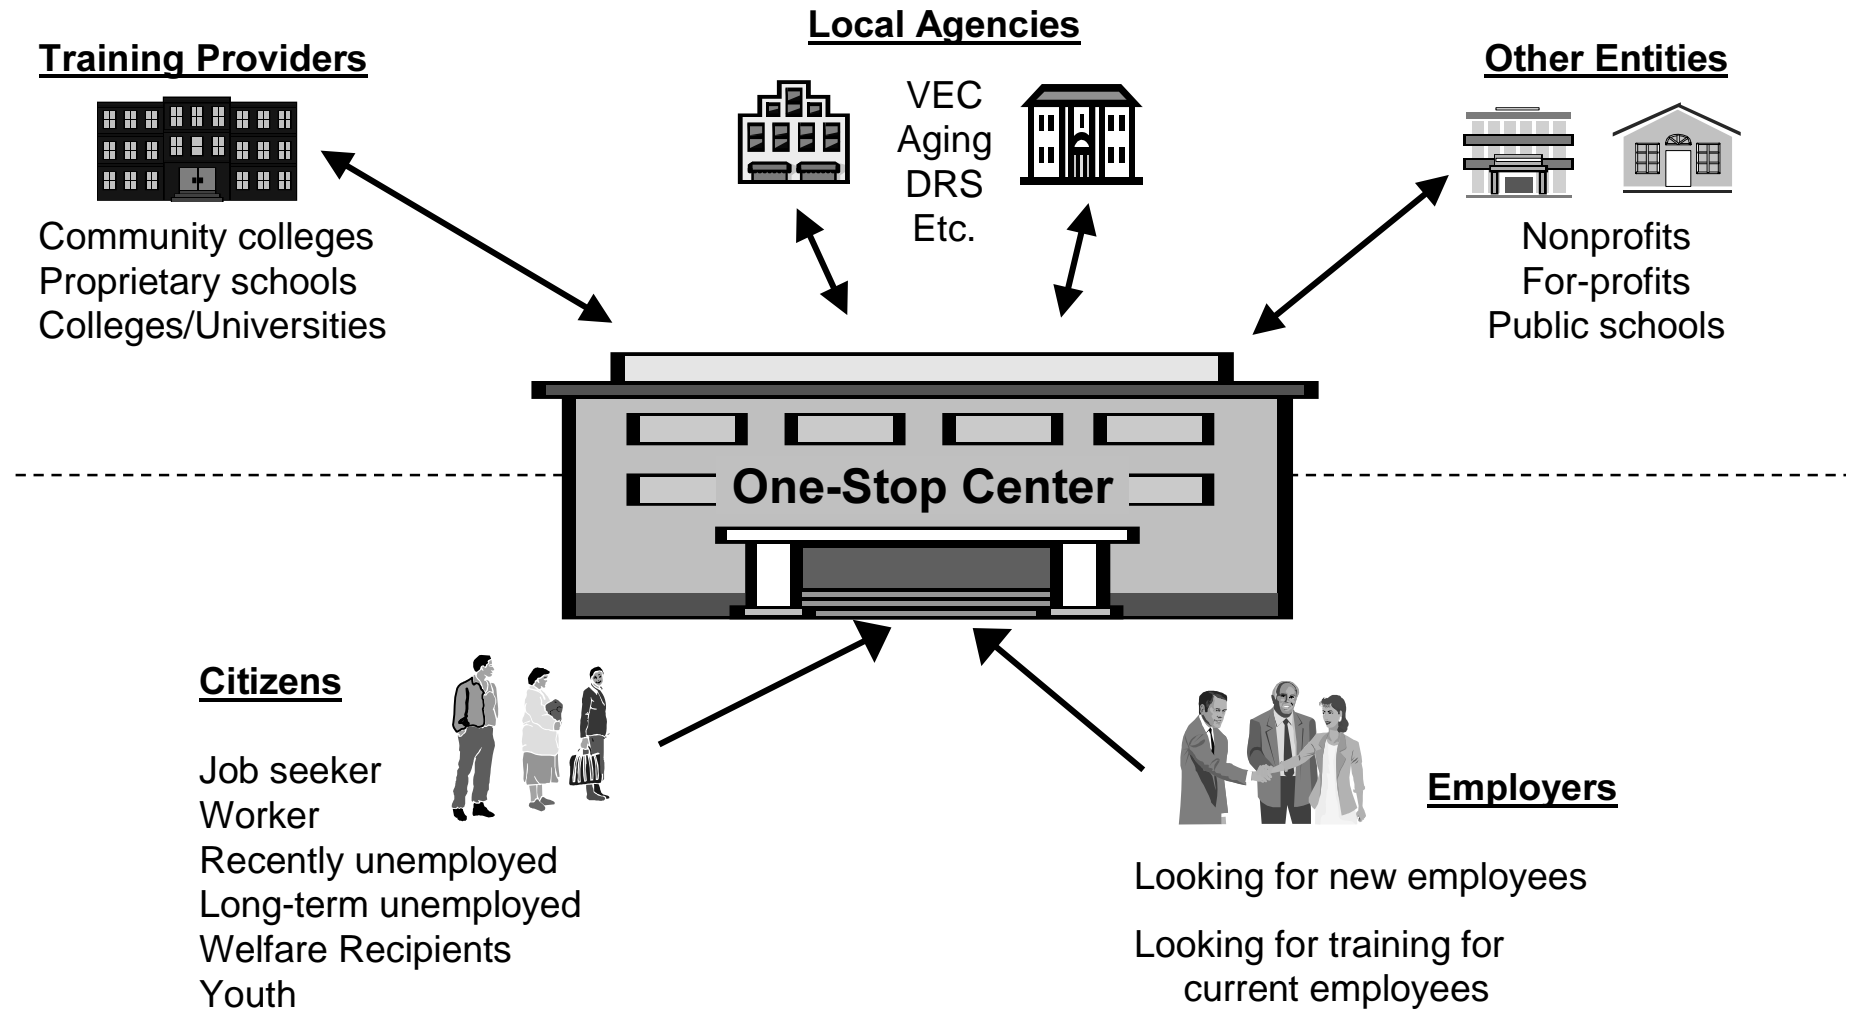 Local Agencies
Training Providers
Other Entities
VEC
Aging
DRS
Etc.
Community colleges
Proprietary schools
Colleges/Universities
Nonprofits
For-profits
Public schools
One-Stop Center
Citizens
Job seeker
Worker
Recently unemployed
Long-term unemployed
Welfare Recipients
Youth
Employers
Looking for new employees
Looking for training for
current employees